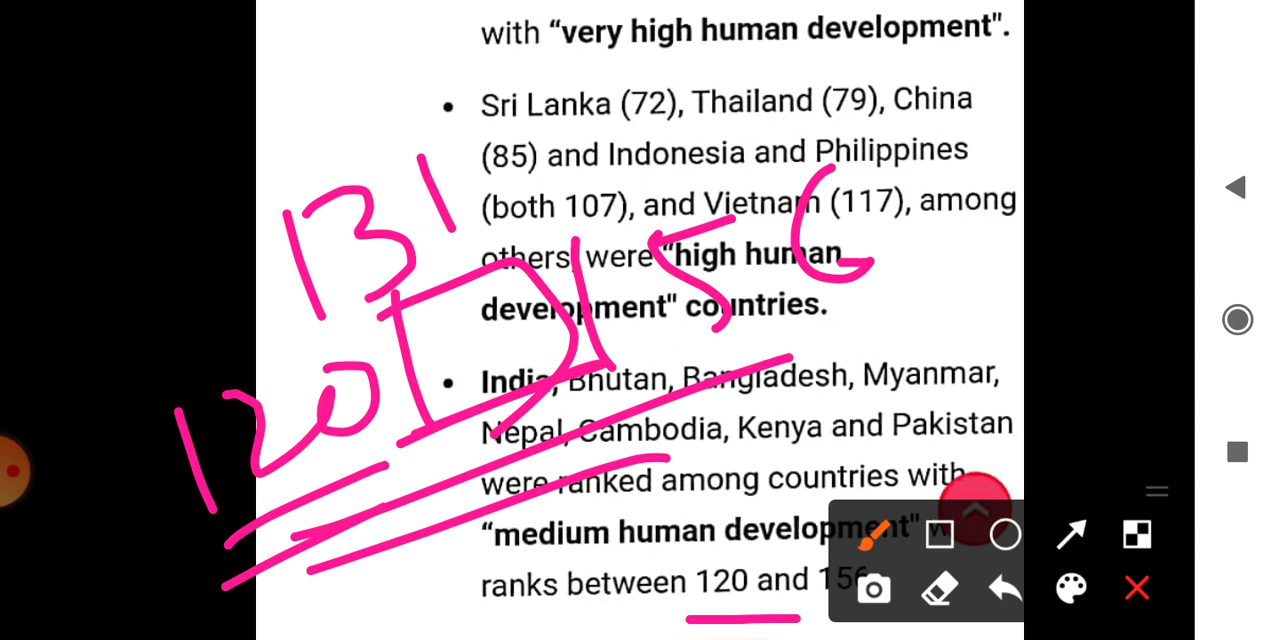 with “very high human development".
• Sri Lanka (72), Thailand (79), China
(85) and Indonesia and Philippines
(both 107), and Vietnam (117), among
others, were “high human
development" countries.
• India, Bhutan, Bangladesh, Myanmar,
Nepal, Cambodia, Kenya and Pakistan
were ranked among countries with
“medium human development"
ranks between 120 and 156
131
120
156